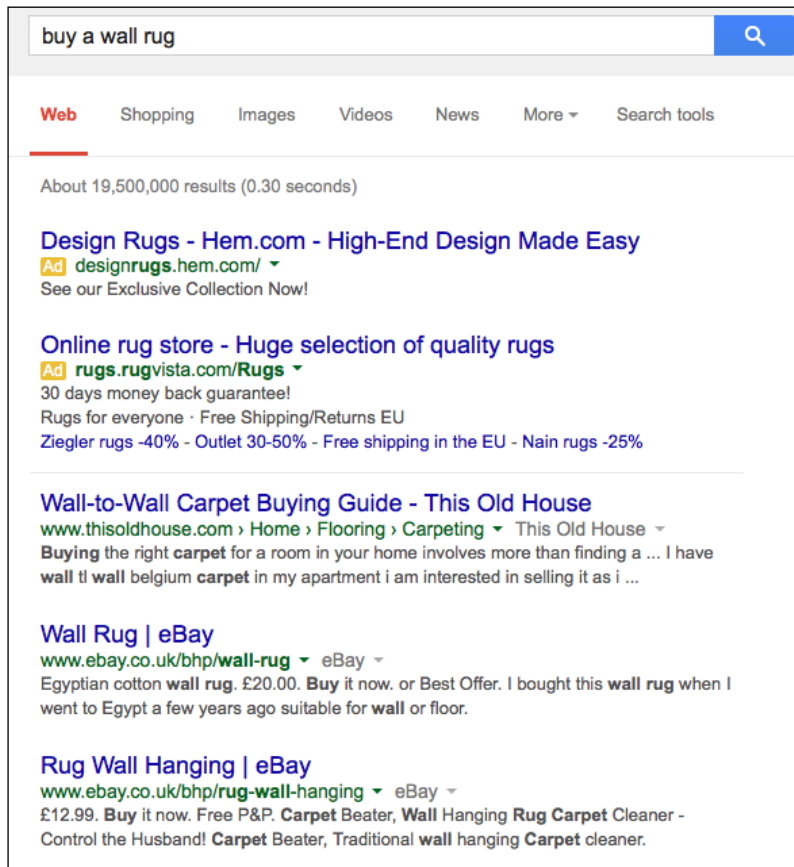 buy a wall rug
Web Shopping Images Videos News More Search tools
About 19,500,000 results (0.30 seconds)
Design Rugs - Hem.com - High-End Design Made Easy
Ad designrugs.hem.com/
See our Exclusive Collection Now!
Online rug store - Huge selection of quality rugs
Ad rugs.rugvista.com/Rugs
30 days money back guarantee!
Rugs for everyone · Free Shipping/Returns EU
Ziegler rugs -40% - Outlet 30-50% - Free shipping in the EU - Nain rugs -25%
Wall-to-Wall Carpet Buying Guide - This Old House
www.thisoldhouse.com › Home › Flooring › Carpeting This Old House
Buying the right carpet for a room in your home involves more than finding a ... I have
wall tl wall belgium carpet in my apartment i am interested in selling it as i ...
Wall Rug | eBay
www.ebay.co.uk/bhp/wall-rug eBay
Egyptian cotton wall rug. £20.00. Buy it now. or Best Offer. I bought this wall rug when I
went to Egypt a few years ago suitable for wall or floor.
Rug Wall Hanging | eBay
www.ebay.co.uk/bhp/rug-wall-hanging eBay
£12.99. Buy it now. Free P&P. Carpet Beater, Wall Hanging Rug Carpet Cleaner -
Control the Husband! Carpet Beater, Traditional wall hanging Carpet cleaner.